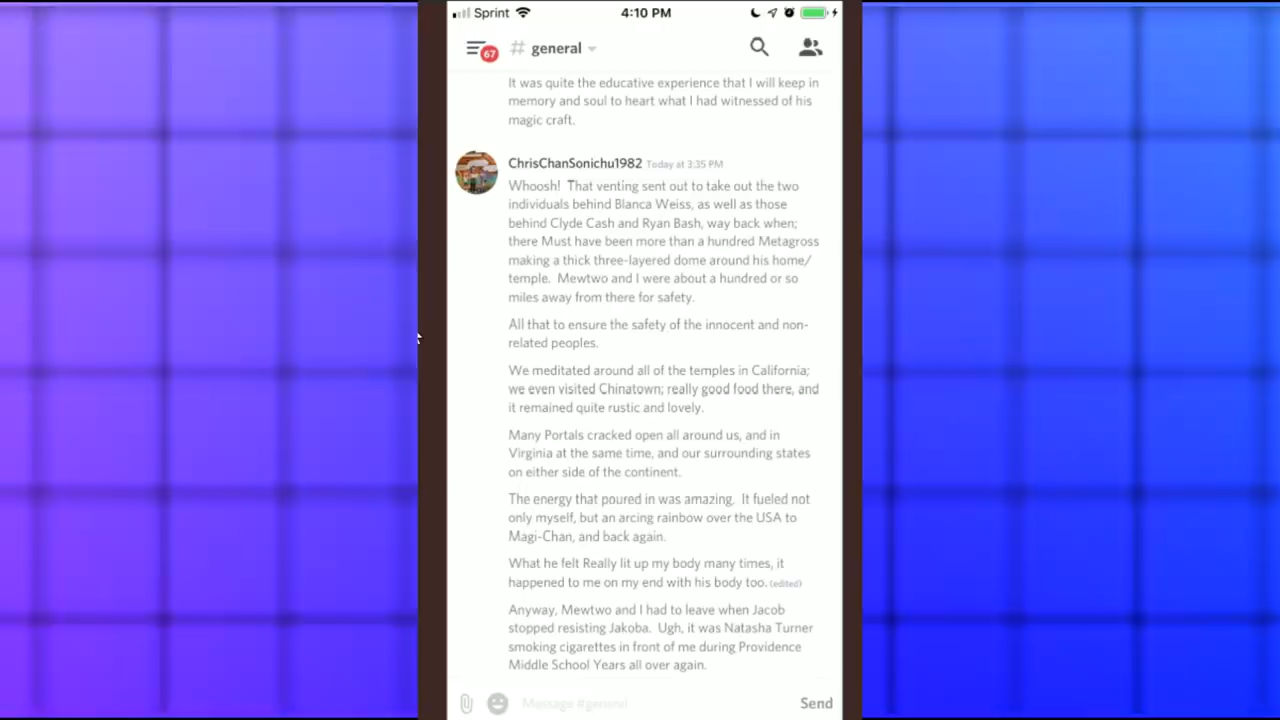 Sprint 4:10 PM
67 # general
It was quite the educative experience that I will keep in
memory and soul to heart what I had witnessed of his
magic craft.
ChrisChanSonichu1982 Today at 3:35 PM
Whoosh! That venting sent out to take out the two
individuals behind Blanca Weiss, as well as those
behind Clyde Cash and Ryan Bash, way back when;
there Must have been more than a hundred Metagross
making a thick three-layered dome around his home/
temple. Mewtwo and I were about a hundred or so
miles away from there for safety.
All that to ensure the safety of the innocent and non-
related peoples.
We meditated around all of the temples in California;
we even visited Chinatown; really good food there, and
it remained quite rustic and lovely.
Many Portals cracked open all around us, and in
Virginia at the same time, and our surrounding states
on either side of the continent.
The energy that poured in was amazing. It fueled not
only myself, but an arcing rainbow over the USA to
Magi-Chan, and back again.
What he felt Really lit up my body many times, it
happened to me on my end with his body too. (edited)
Anyway, Mewtwo and I had to leave when Jacob
stopped resisting Jakoba. Ugh, it was Natasha Turner
smoking cigarettes in front of me during Providence
Middle School Years all over again.
Message #general Send